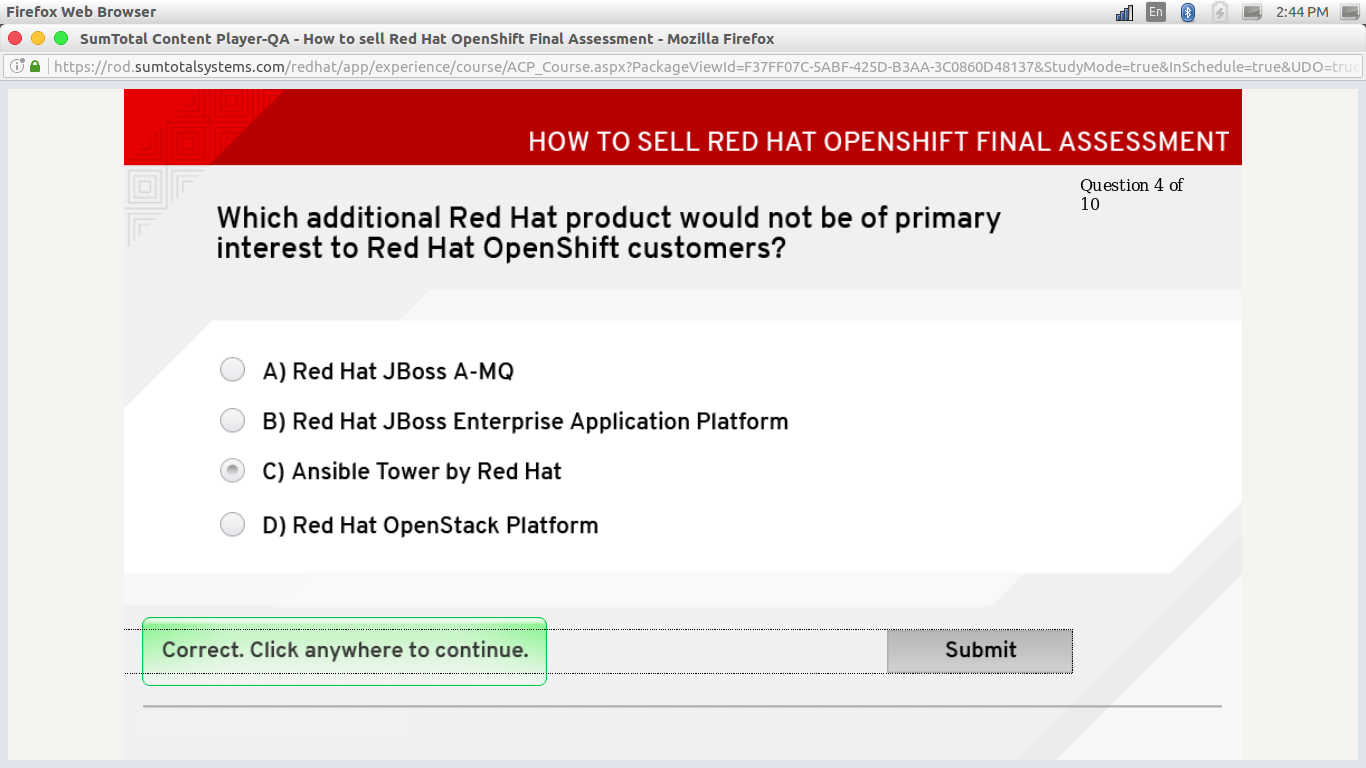 Firefox Web Browser
En
2:44 PM
SumTotal Content Player-QA - How to sell Red Hat OpenShift Final Assessment - Mozilla Firefox
https://rod.sumtotalsystems.com/redhat/app/experience/course/ACP_Course.aspx?PackageViewId=F37FF07C-5ABF-425D-B3AA-3C0860D48137&StudyMode=true&InSchedule=true&UDO=true
HOW TO SELL RED HAT OPENSHIFT FINAL ASSESSMENT
Question 4 of
10
Which additional Red Hat product would not be of primary
interest to Red Hat OpenShift customers?
A) Red Hat JBoss A-MQ
B) Red Hat JBoss Enterprise Application Platform
C) Ansible Tower by Red Hat
D) Red Hat OpenStack Platform
Correct. Click anywhere to continue.
Submit